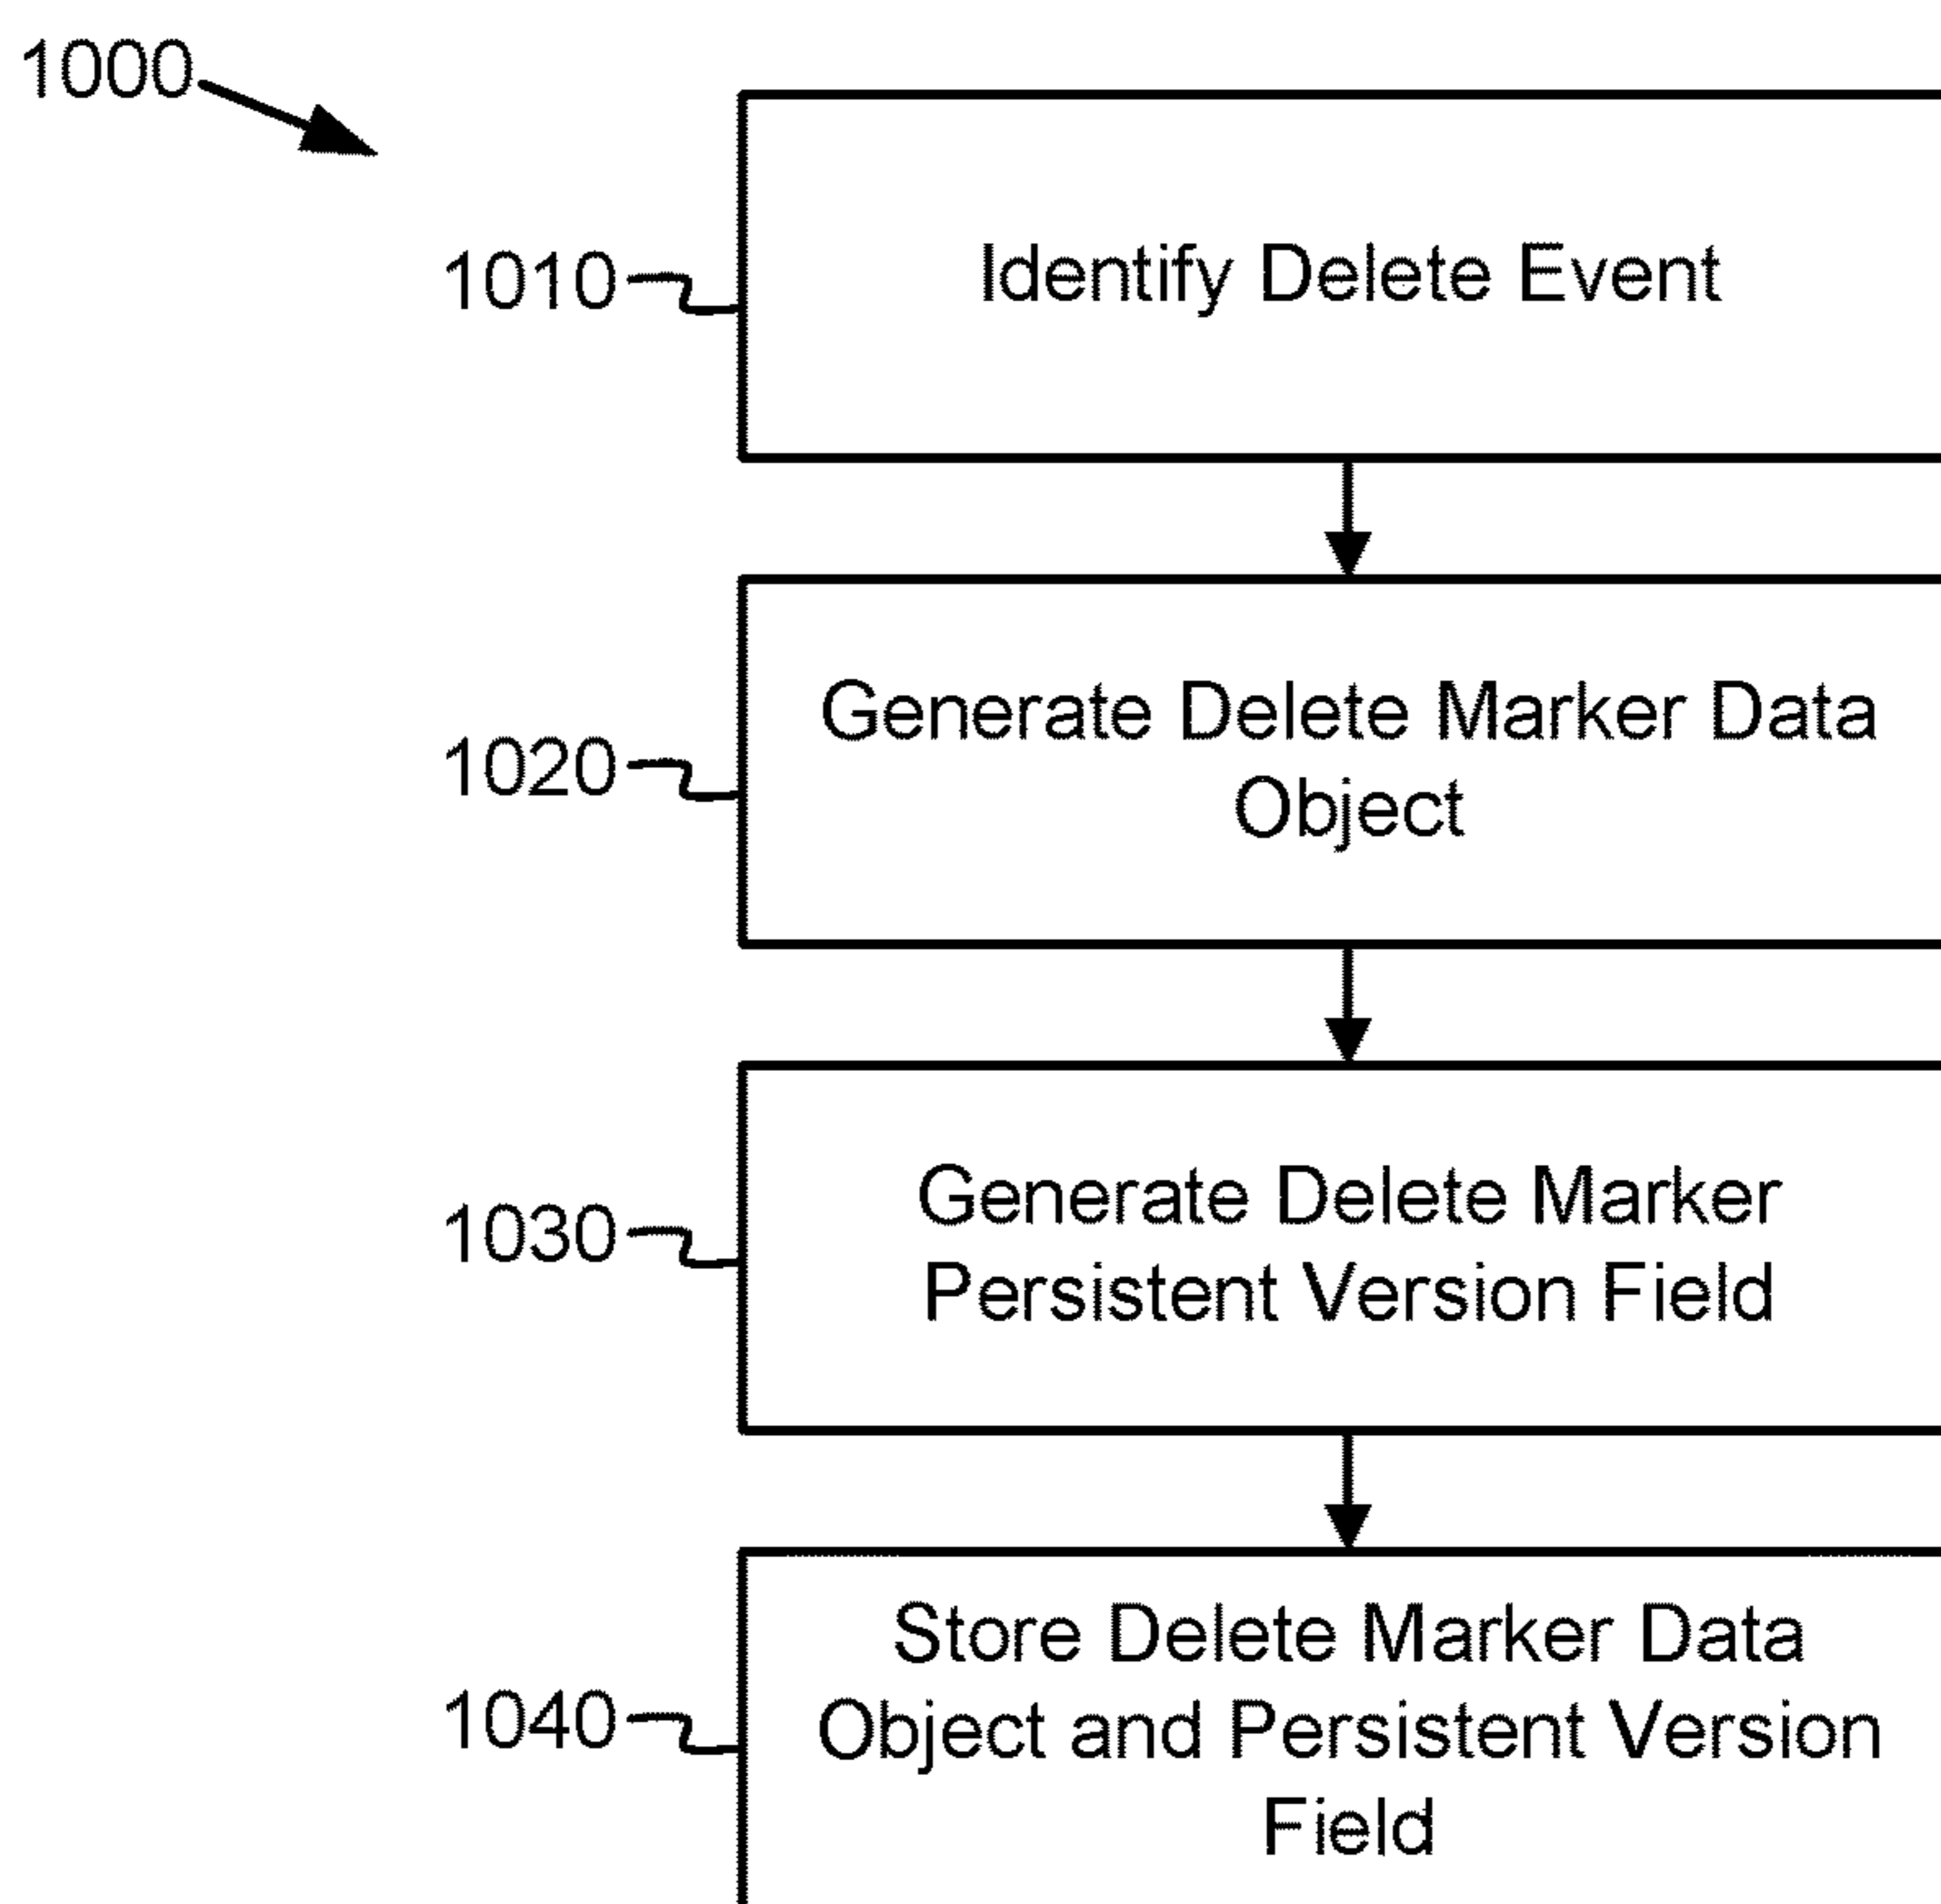 1000
1010
Identify Delete Event
1020
Generate Delete Marker Data
Object
1030
Generate Delete Marker
Persistent Version Field
1040
Store Delete Marker Data
Object and Persistent Version
Field